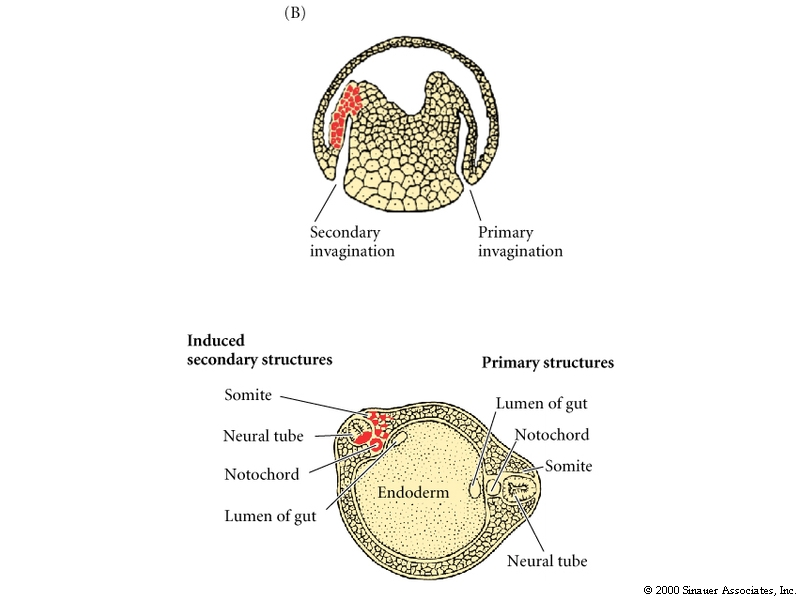 (B)
Secondary
invagination
Primary
invagination
Induced
secondary structures
Primary structures
Somite
Lumen of gut
Neural tube
Notochord
Notochord
Somite
Endoderm
Lumen of gut
Neural tube
© 2000 Sinauer Associates, Inc.